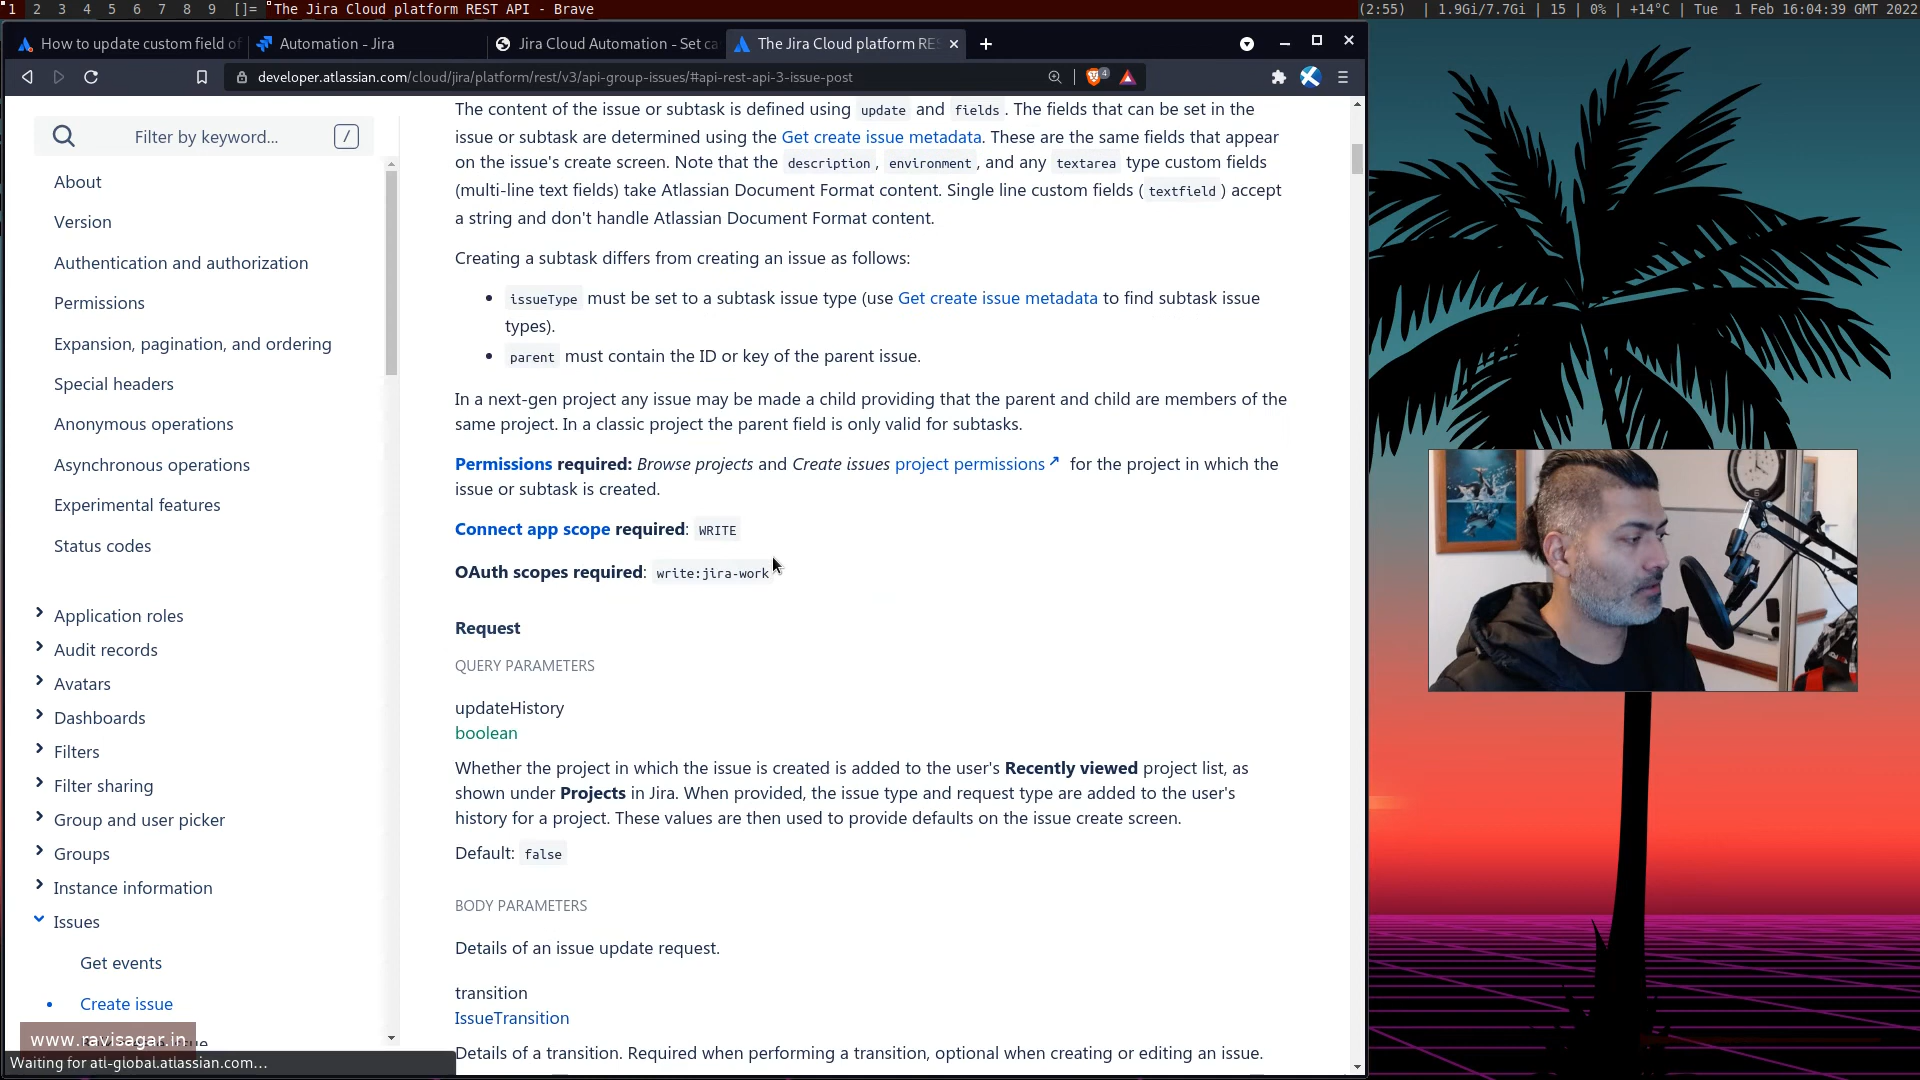 1 2 3 4 5 6 7 8 9 []= The Jira Cloud platform REST API - Brave
(2:55) | 1.9Gi/7.7Gi | 15 | 0% | +14°C | Tue 1 Feb 16:04:39 GMT 2022
How to update custom field of
Automation - Jira
Jira Cloud Automation - Set ca
The Jira Cloud platform RES
developer.atlassian.com/cloud/jira/platform/rest/v3/api-group-issues/#api-rest-api-3-issue-post
4
Filter by keyword... /
About
Version
Authentication and authorization
Permissions
Expansion, pagination, and ordering
Special headers
Anonymous operations
Asynchronous operations
Experimental features
Status codes
Application roles
Audit records
Avatars
Dashboards
Filters
Filter sharing
Group and user picker
Groups
Instance information
Issues
Get events
Create issue
www.ravisagar.in
Waiting for atl-global.atlassian.com...
The content of the issue or subtask is defined using update and fields. The fields that can be set in the
issue or subtask are determined using the Get create issue metadata. These are the same fields that appear
on the issue's create screen. Note that the description, environment, and any textarea type custom fields
(multi-line text fields) take Atlassian Document Format content. Single line custom fields (textfield) accept
a string and don't handle Atlassian Document Format content.
Creating a subtask differs from creating an issue as follows:
• issueType must be set to a subtask issue type (use Get create issue metadata to find subtask issue
types).
• parent must contain the ID or key of the parent issue.
In a next-gen project any issue may be made a child providing that the parent and child are members of the
same project. In a classic project the parent field is only valid for subtasks.
Permissions required: Browse projects and Create issues project permissions for the project in which the
issue or subtask is created.
Connect app scope required: WRITE
OAuth scopes required: write:jira-work
Request
QUERY PARAMETERS
updateHistory
boolean
Whether the project in which the issue is created is added to the user's Recently viewed project list, as
shown under Projects in Jira. When provided, the issue type and request type are added to the user's
history for a project. These values are then used to provide defaults on the issue create screen.
Default: false
BODY PARAMETERS
Details of an issue update request.
transition
IssueTransition
Details of a transition. Required when performing a transition, optional when creating or editing an issue.